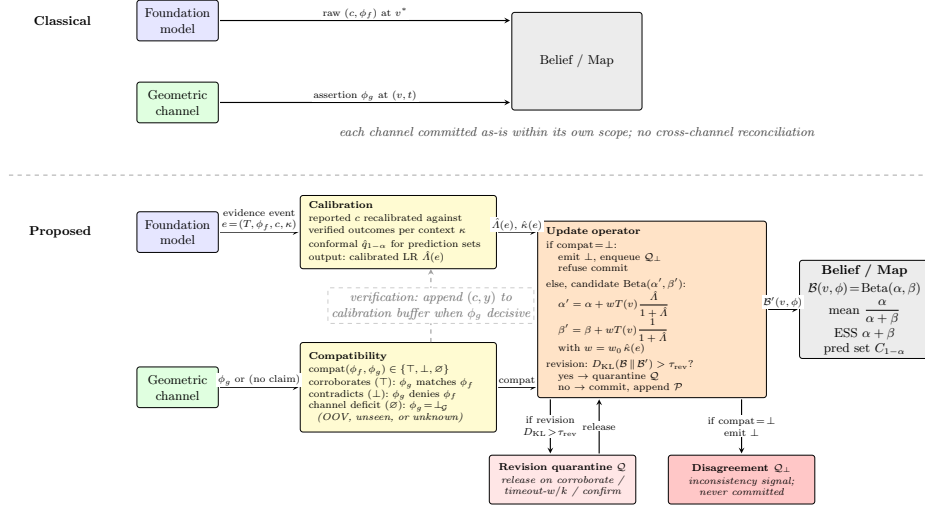 Classical
Foundation
model
raw (c, ϕ_f) at v*
Belief / Map
Geometric
channel
assertion ϕ_g at (v, t)
each channel committed as-is within its own scope; no cross-channel reconciliation
Proposed
Foundation
model
evidence event
e=(T, ϕ_f, c, κ)
Calibration
reported c recalibrated against
verified outcomes per context κ
conformal q̂_{1−α} for prediction sets
output: calibrated LR Λ̂(e)
Λ̂(e), κ̂(e)
verification: append (c, y) to
calibration buffer when ϕ_g decisive
Geometric
channel
ϕ_g or (no claim)
Compatibility
compat(ϕ_f, ϕ_g) ∈ {⊤, ⊥, ∅}
corroborates (⊤): ϕ_g matches ϕ_f
contradicts (⊥): ϕ_g denies ϕ_f
channel deficit (∅): ϕ_g=⊥_G
(OOV, unseen, or unknown)
compat
Update operator
if compat=⊥:
emit ⊥, enqueue Q_⊥
refuse commit
else, candidate Beta(α′, β′):
α′ = α + wT(v) Λ̂ / (1 + Λ̂)
β′ = β + wT(v) 1 / (1 + Λ̂)
with w = w_0 κ̂(e)
revision: D_KL(B ∥ B′) > τ_rev?
yes → quarantine Q
no → commit, append P
B′(v, ϕ)
Belief / Map
B(v, ϕ)=Beta(α, β)
mean α / (α + β)
ESS α + β
pred set C_{1−α}
if revision
D_KL>τ_rev
release
if compat=⊥
emit ⊥
Revision quarantine Q
release on corroborate /
timeout-w/k / confirm
Disagreement Q_⊥
inconsistency signal;
never committed